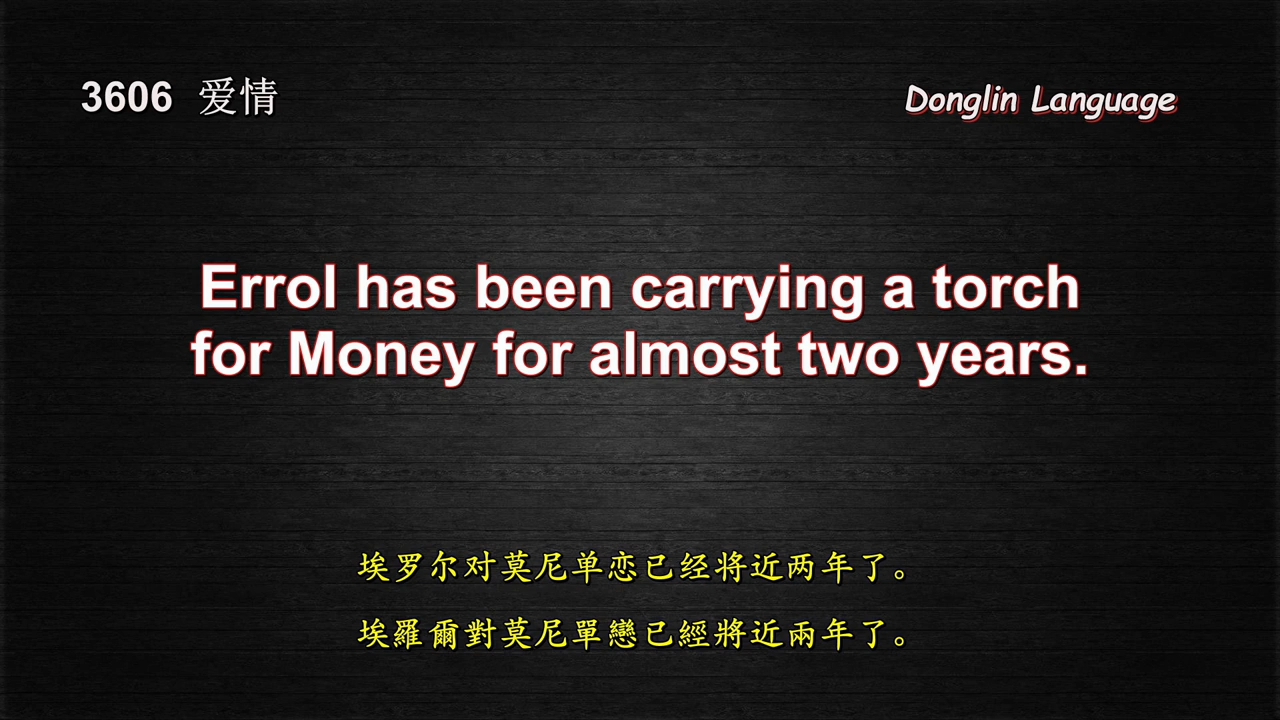 3606 爱情
Donglin Language
Errol has been carrying a torch
for Money for almost two years.
埃罗尔对莫尼单恋已经将近两年了。
埃羅爾對莫尼單戀已經將近兩年了。